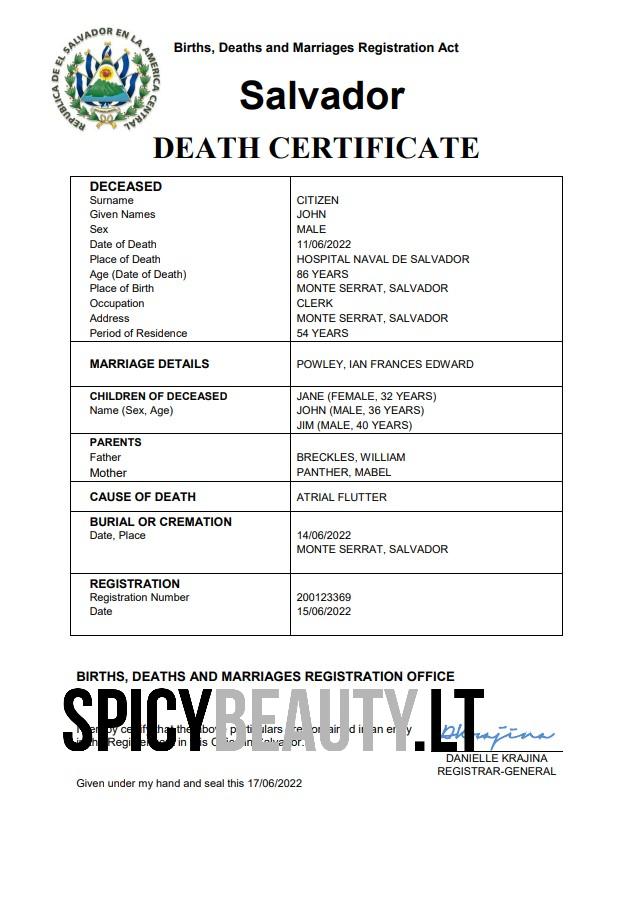 REPUBLICA DE EL SALVADOR EN LA AMERICA CENTRAL
Births, Deaths and Marriages Registration Act
Salvador
DEATH CERTIFICATE
DECEASED
Surname CITIZEN
Given Names JOHN
Sex MALE
Date of Death 11/06/2022
Place of Death HOSPITAL NAVAL DE SALVADOR
Age (Date of Death) 86 YEARS
Place of Birth MONTE SERRAT, SALVADOR
Occupation CLERK
Address MONTE SERRAT, SALVADOR
Period of Residence 54 YEARS
MARRIAGE DETAILS POWLEY, IAN FRANCES EDWARD
CHILDREN OF DECEASED JANE (FEMALE, 32 YEARS)
Name (Sex, Age) JOHN (MALE, 36 YEARS)
JIM (MALE, 40 YEARS)
PARENTS
Father BRECKLES, WILLIAM
Mother PANTHER, MABEL
CAUSE OF DEATH ATRIAL FLUTTER
BURIAL OR CREMATION
Date, Place 14/06/2022
MONTE SERRAT, SALVADOR
REGISTRATION
Registration Number 200123369
Date 15/06/2022
BIRTHS, DEATHS AND MARRIAGES REGISTRATION OFFICE
SPICYBEAUTY.LT
I hereby certify that the above particulars are contained in an entry
in the Register in this Office in Salvador.
Dkrajina
DANIELLE KRAJINA
REGISTRAR-GENERAL
Given under my hand and seal this 17/06/2022